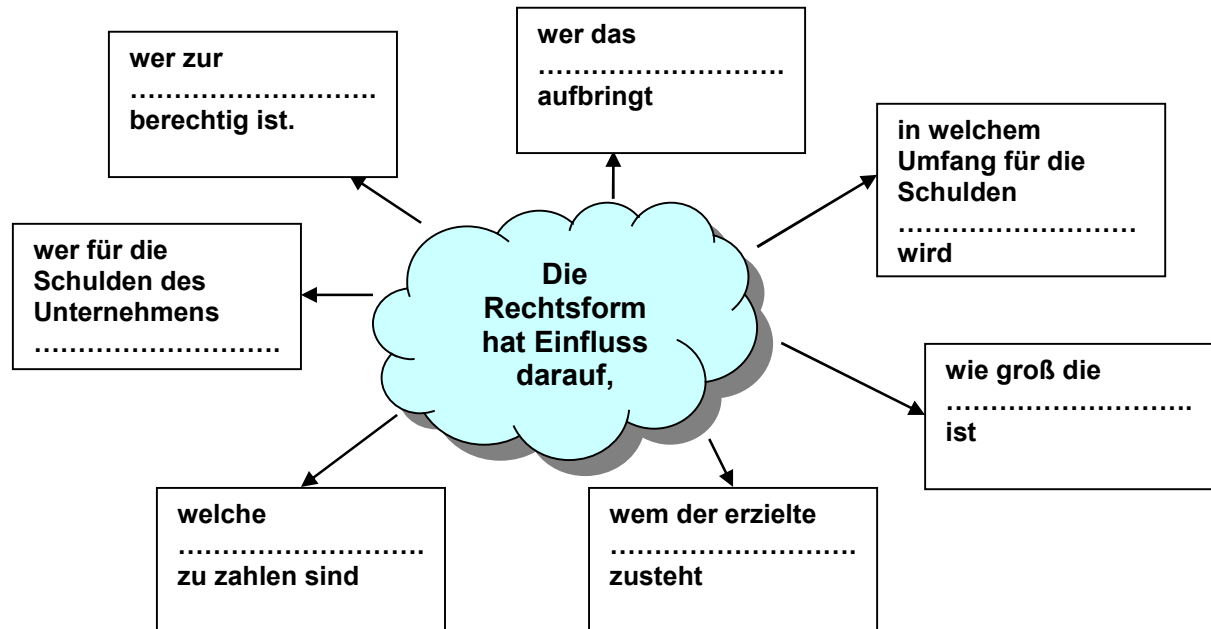 wer zur
………………………
berechtig ist.
wer das
………………………
aufbringt
in welchem
Umfang für die
Schulden
………………………
wird
wer für die
Schulden des
Unternehmens
………………………
Die
Rechtsform
hat Einfluss
darauf,
wie groß die
………………………
ist
welche
………………………
zu zahlen sind
wem der erzielte
………………………
zusteht